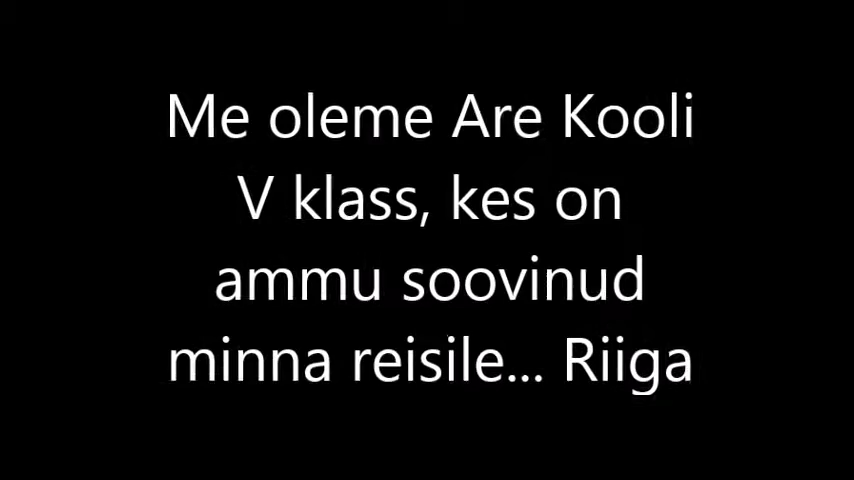 Me oleme Are Kooli
V klass, kes on
ammu soovinud
minna reisile... Riiga